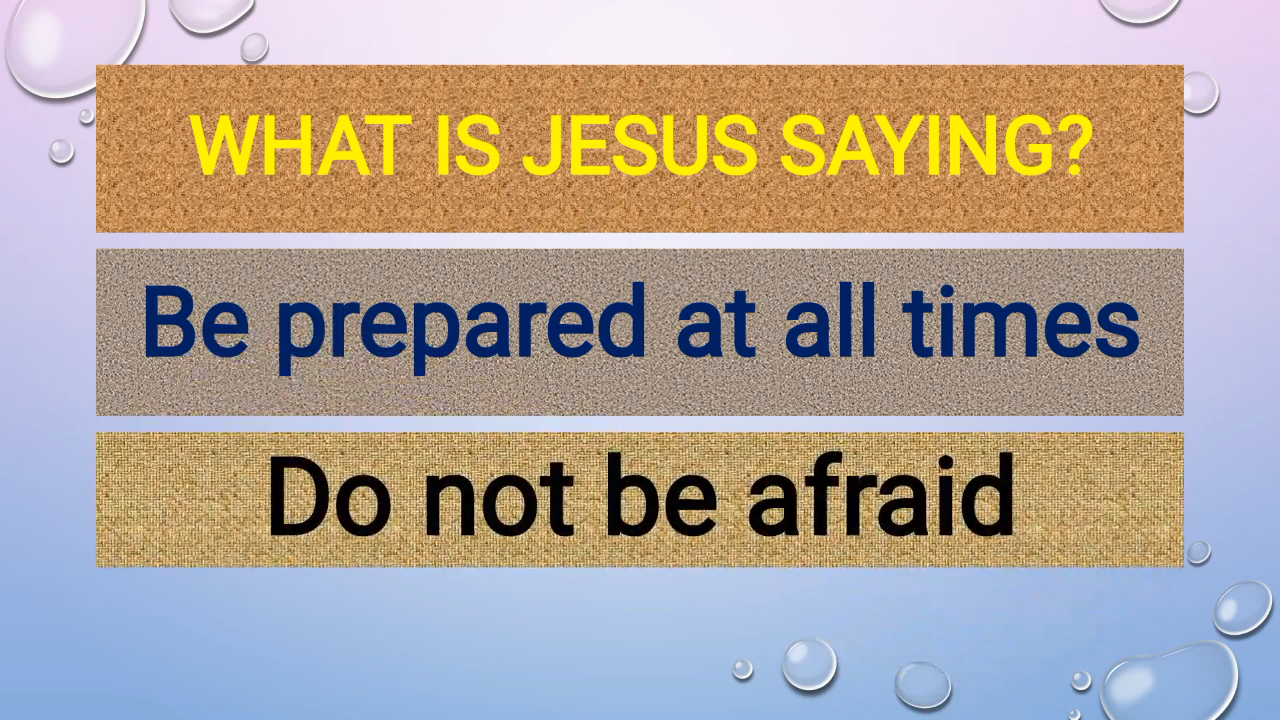 WHAT IS JESUS SAYING?
Be prepared at all times
Do not be afraid